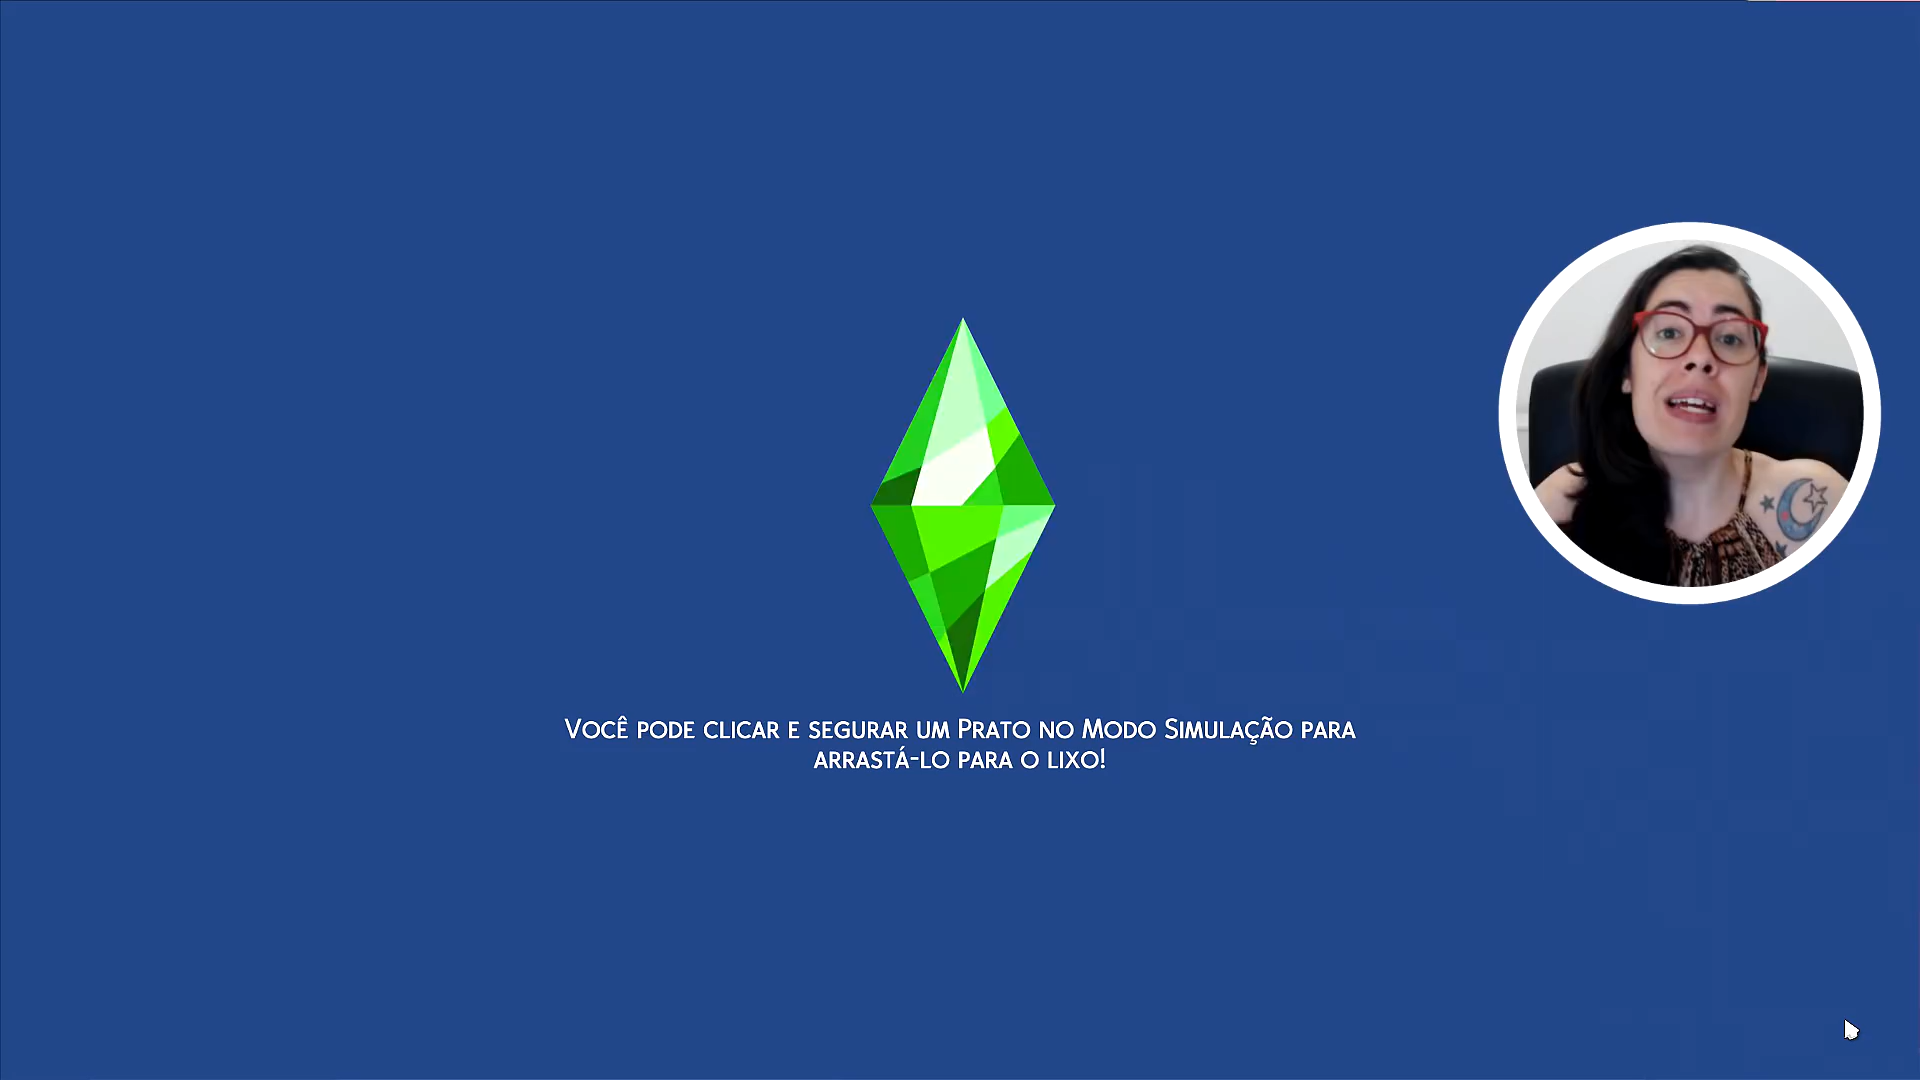 Você pode clicar e segurar um Prato no Modo Simulação para
arrastá-lo para o lixo!